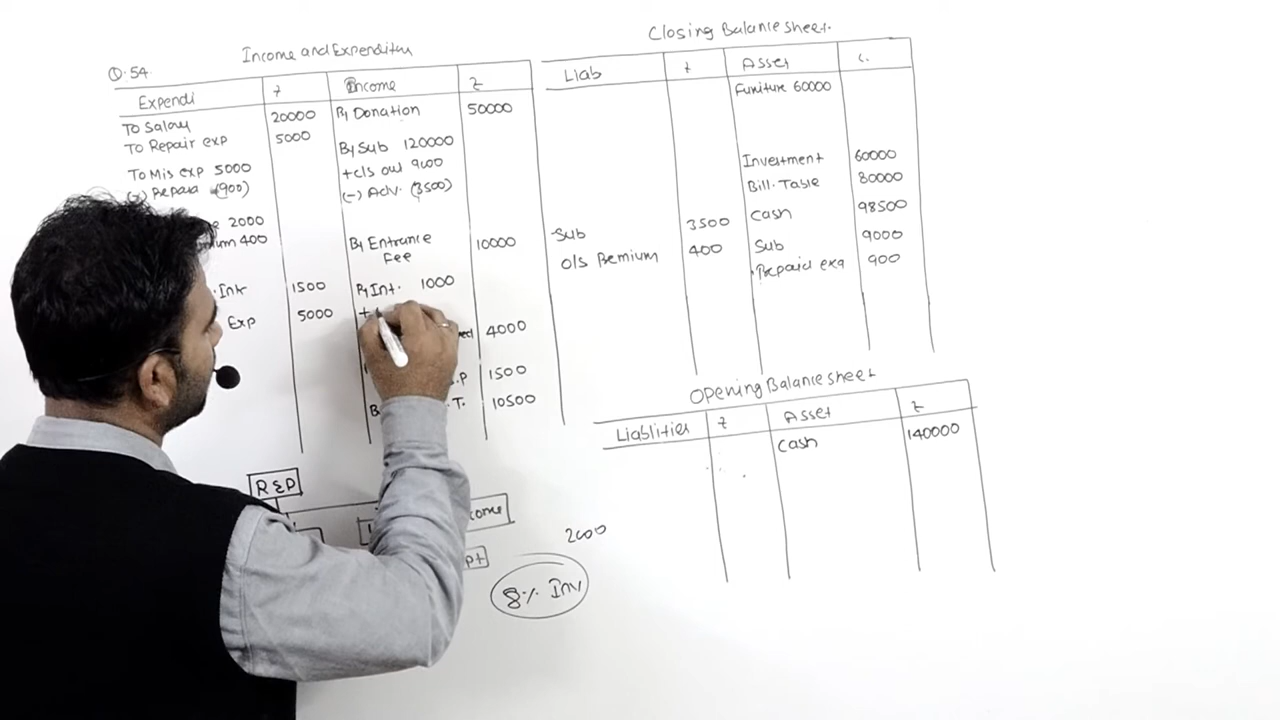 Income and Expenditu
Q.54
Expendi ₹ Income ₹
To Salary 20000 By Donation 50000
To Repair exp 5000
By Sub 120000
To Mis exp 5000 +c/s out 9000
(-) Prepaid (900) (-) Adv. (3500)
2000
400 By Entrance 10000
Fee
Int 1500 By Int. 1000
Exp 5000 +
4000
.P 1500
B .T. 10500
R & P
come
pt
2000
8% Inv
Closing Balance sheet.
Liab ₹ Asset
Funiture 60000
Investment 60000
Bill. Table 80000
Sub 3500 Cash 98500
o/s Premium 400 Sub 9000
Prepaid exp 900
Opening Balance sheet
Liablities ₹ Asset ₹
Cash 140000